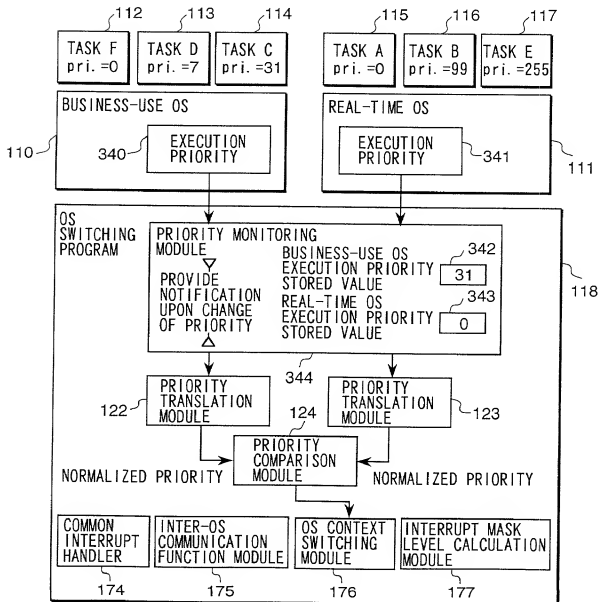 112
113
114
115
116
117
TASK F
pri.=0
TASK D
pri.=7
TASK C
pri.=31
TASK A
pri.=0
TASK B
pri.=99
TASK E
pri.=255
BUSINESS-USE OS
EXECUTION
PRIORITY
110
340
REAL-TIME OS
EXECUTION
PRIORITY
341
111
OS
SWITCHING
PROGRAM
118
PRIORITY MONITORING
MODULE
PROVIDE
NOTIFICATION
UPON CHANGE
OF PRIORITY
BUSINESS-USE OS
EXECUTION PRIORITY
STORED VALUE
342
31
REAL-TIME OS
EXECUTION PRIORITY
STORED VALUE
343
0
344
PRIORITY
TRANSLATION
MODULE
122
PRIORITY
TRANSLATION
MODULE
123
124
PRIORITY
COMPARISON
MODULE
NORMALIZED PRIORITY
NORMALIZED PRIORITY
COMMON
INTERRUPT
HANDLER
174
INTER-OS
COMMUNICATION
FUNCTION MODULE
175
OS CONTEXT
SWITCHING
MODULE
176
INTERRUPT MASK
LEVEL CALCULATION
MODULE
177